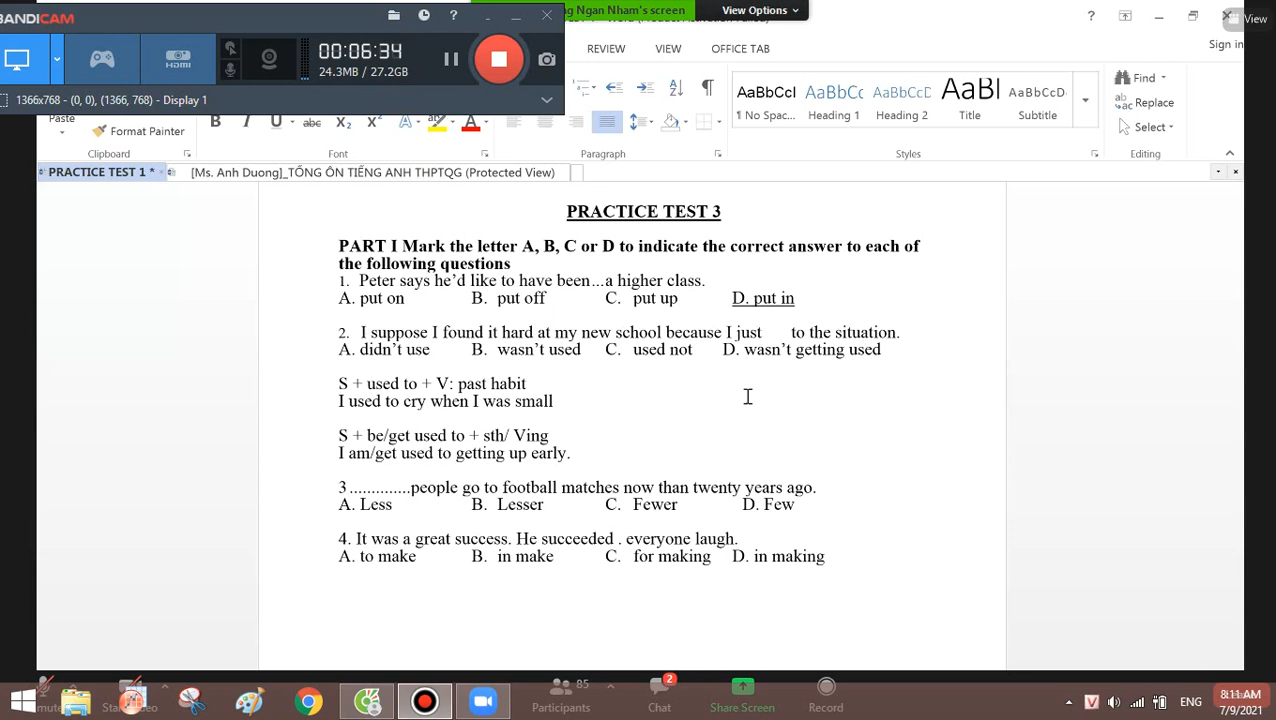 BANDICAM
00:06:34
24.3MB / 27.2GB
1366x768 - (0, 0), (1366, 768) - Display 1
HDMI
ng Ngan Nham's screen
View Options
View
Sign in
REVIEW
VIEW
OFFICE TAB
Paste
Format Painter
Clipboard
B I U abc X₂ X²
Font
Paragraph
AaBbCcI AaBbCc AaBbCcD AaBl AaBbCcD
¶ No Spac...
Heading 1
Heading 2
Title
Subtitle
Styles
Find
Replace
Select
Editing
PRACTICE TEST 1 *
[Ms. Anh Duong]_TỔNG ÔN TIẾNG ANH THPTQG (Protected View)
PRACTICE TEST 3
PART I Mark the letter A, B, C or D to indicate the correct answer to each of
the following questions
1. Peter says he’d like to have been...a higher class.
A. put on B. put off C. put up D. put in
2. I suppose I found it hard at my new school because I just to the situation.
A. didn’t use B. wasn’t used C. used not D. wasn’t getting used
S + used to + V: past habit
I used to cry when I was small
S + be/get used to + sth/ Ving
I am/get used to getting up early.
3..............people go to football matches now than twenty years ago.
A. Less B. Lesser C. Fewer D. Few
4. It was a great success. He succeeded . everyone laugh.
A. to make B. in make C. for making D. in making
85
Participants
2
Chat
Share Screen
Record
V
ENG
8:11 AM
7/9/2021